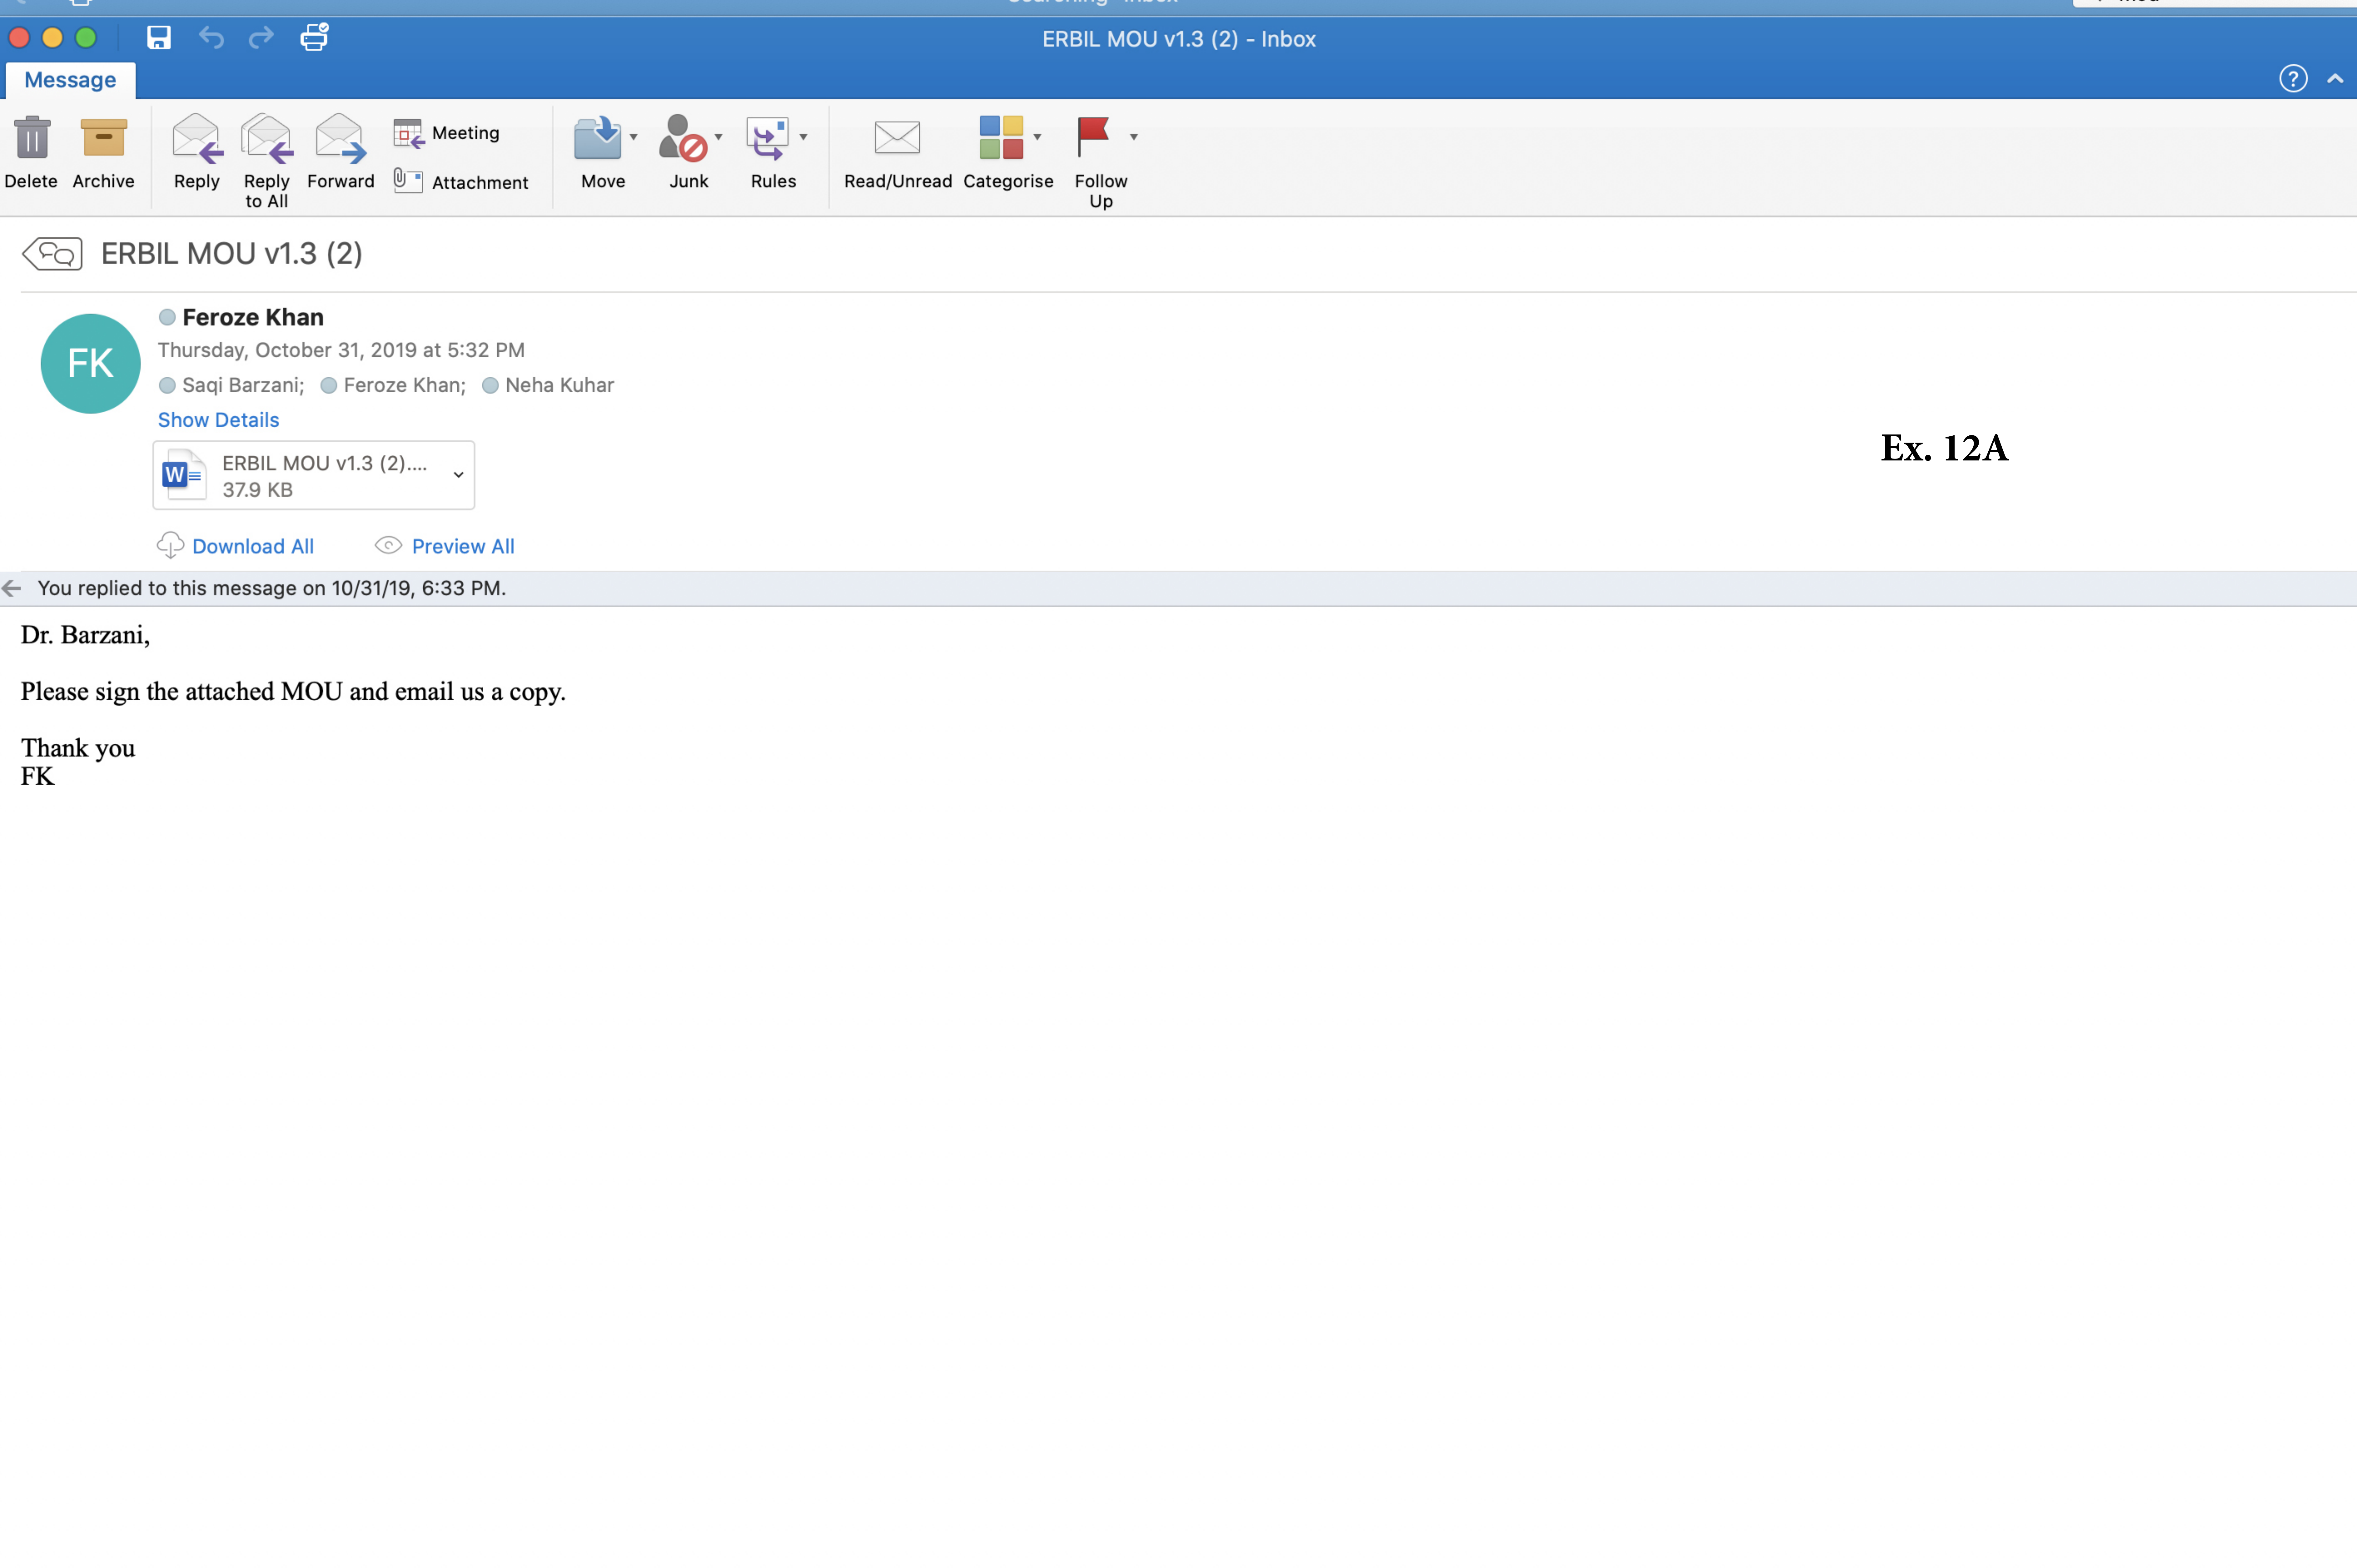 ERBIL MOU v1.3 (2) - Inbox
Message
?
Delete
Archive
Reply
Reply to All
Forward
Meeting
Attachment
Move
Junk
Rules
Read/Unread
Categorise
Follow Up
ERBIL MOU v1.3 (2)
FK
Feroze Khan
Thursday, October 31, 2019 at 5:32 PM
Saqi Barzani; Feroze Khan; Neha Kuhar
Show Details
W
ERBIL MOU v1.3 (2)....
37.9 KB
Ex. 12A
Download All
Preview All
You replied to this message on 10/31/19, 6:33 PM.
Dr. Barzani,
Please sign the attached MOU and email us a copy.
Thank you
FK